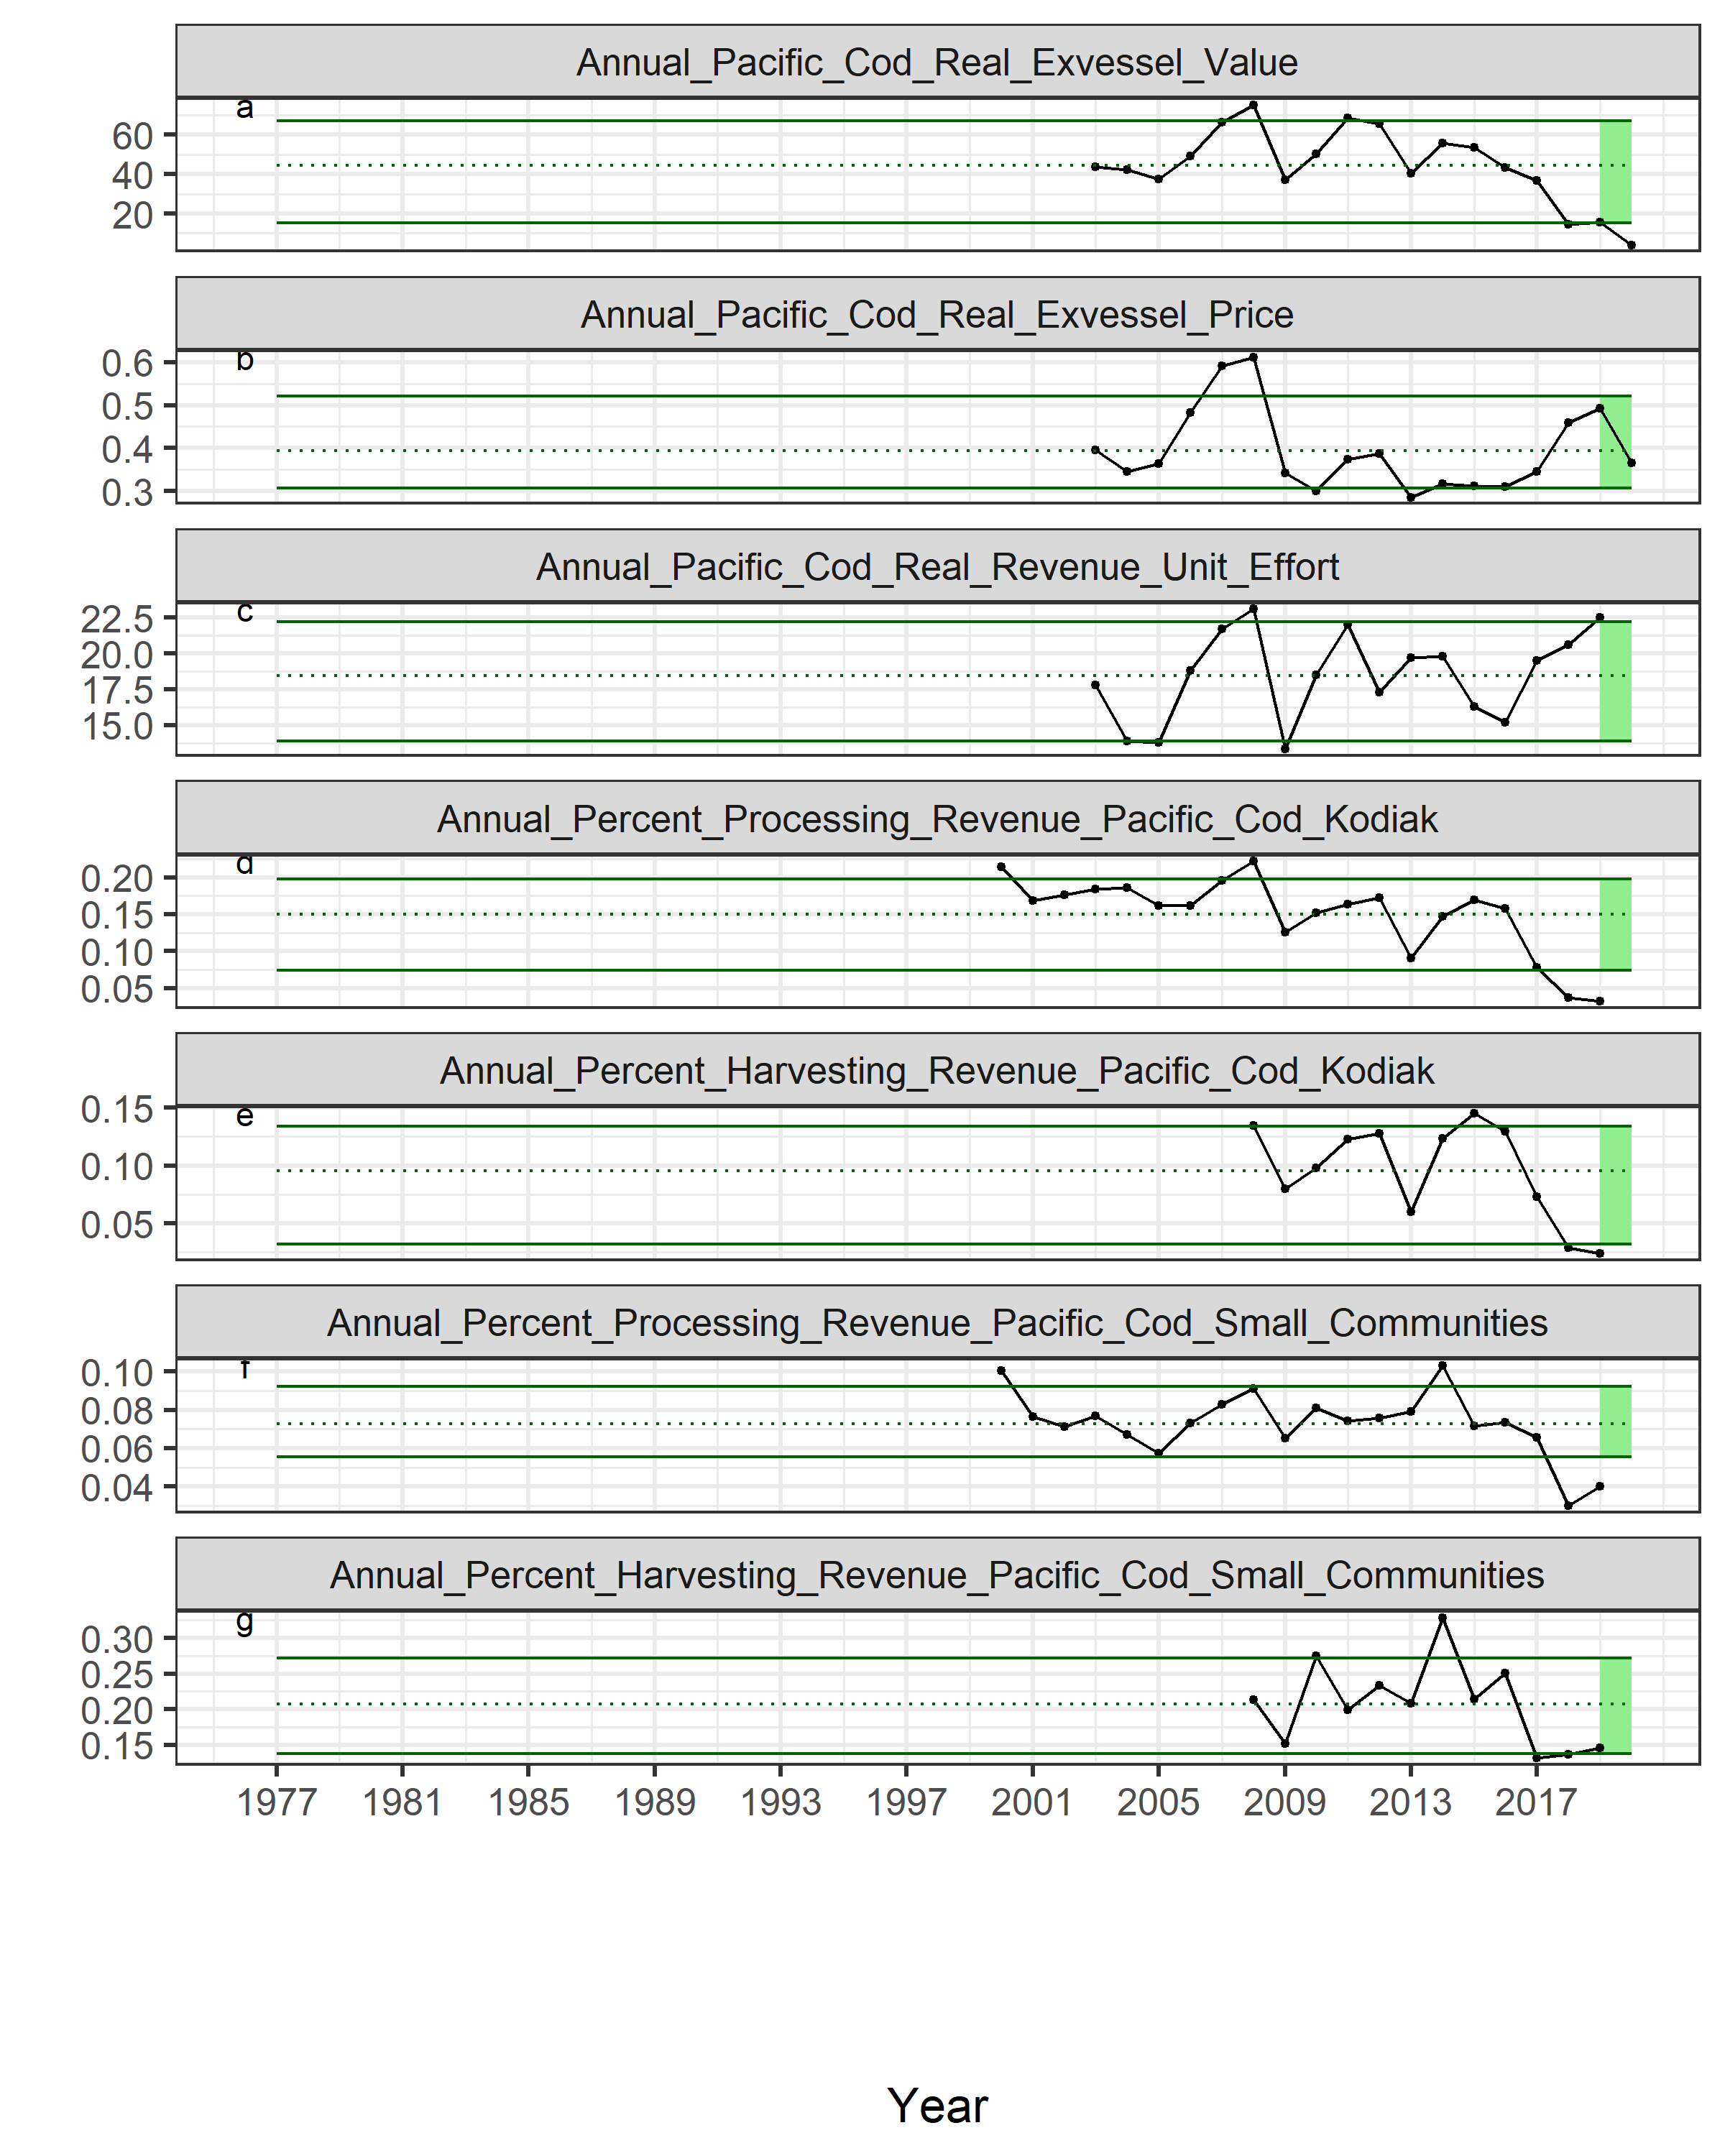 Annual_Pacific_Cod_Real_Exvessel_Value
a
60
40
20
Annual_Pacific_Cod_Real_Exvessel_Price
b
0.6
0.5
0.4
0.3
Annual_Pacific_Cod_Real_Revenue_Unit_Effort
c
22.5
20.0
17.5
15.0
Annual_Percent_Processing_Revenue_Pacific_Cod_Kodiak
d
0.20
0.15
0.10
0.05
Annual_Percent_Harvesting_Revenue_Pacific_Cod_Kodiak
e
0.15
0.10
0.05
Annual_Percent_Processing_Revenue_Pacific_Cod_Small_Communities
f
0.10
0.08
0.06
0.04
Annual_Percent_Harvesting_Revenue_Pacific_Cod_Small_Communities
g
0.30
0.25
0.20
0.15
1977 1981 1985 1989 1993 1997 2001 2005 2009 2013 2017
Year